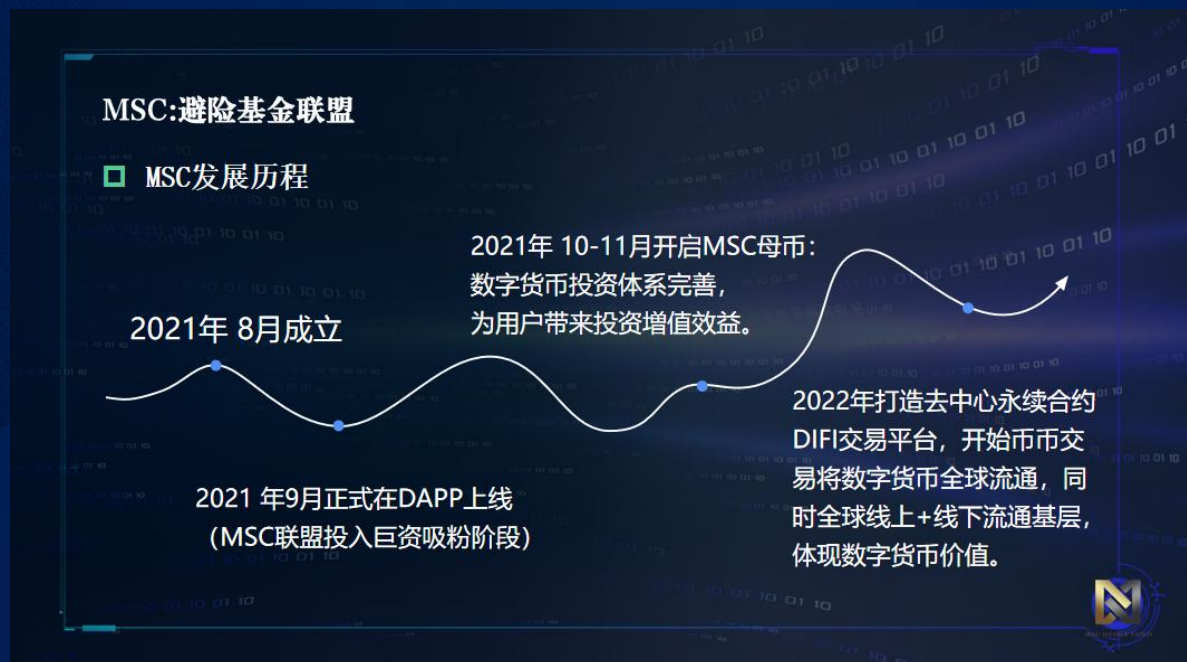 MSC:避险基金联盟
MSC发展历程
2021年 8月成立
2021 年9月正式在DAPP上线
（MSC联盟投入巨资吸粉阶段）
2021年 10-11月开启MSC母币：
数字货币投资体系完善，
为用户带来投资增值效益。
2022年打造去中心永续合约
DIFI交易平台，开始币币交
易将数字货币全球流通，同
时全球线上+线下流通基层，
体现数字货币价值。